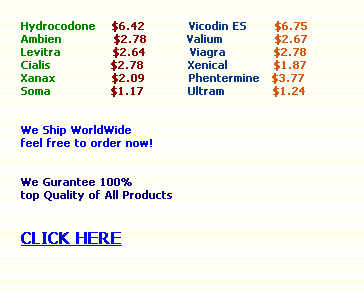 Hydrocodone $6.42 Vicodin ES $6.75
Ambien $2.78 Valium $2.67
Levitra $2.64 Viagra $2.78
Cialis $2.78 Xenical $1.87
Xanax $2.09 Phentermine $3.77
Soma $1.17 Ultram $1.24
We Ship WorldWide
feel free to order now!
We Gurantee 100%
top Quality of All Products
CLICK HERE